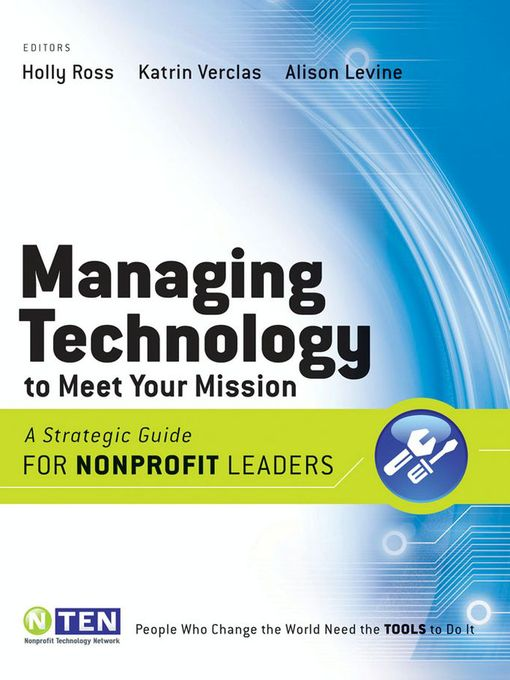 EDITORS
Holly Ross Katrin Verclas Alison Levine
Managing
Technology
to Meet Your Mission
A Strategic Guide
FOR NONPROFIT LEADERS
N TEN
Nonprofit Technology Network
People Who Change the World Need the TOOLS to Do It